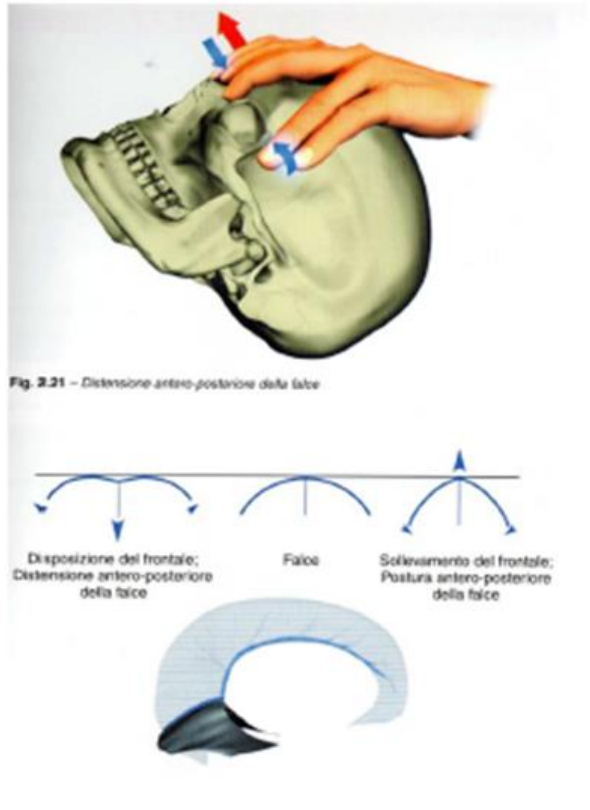 Fig. 2.21 – Distensione antero-posteriore della falce
Disposizione del frontale;
Distensione antero-posteriore
della falce
Falce
Sollevamento del frontale;
Postura antero-posteriore
della falce